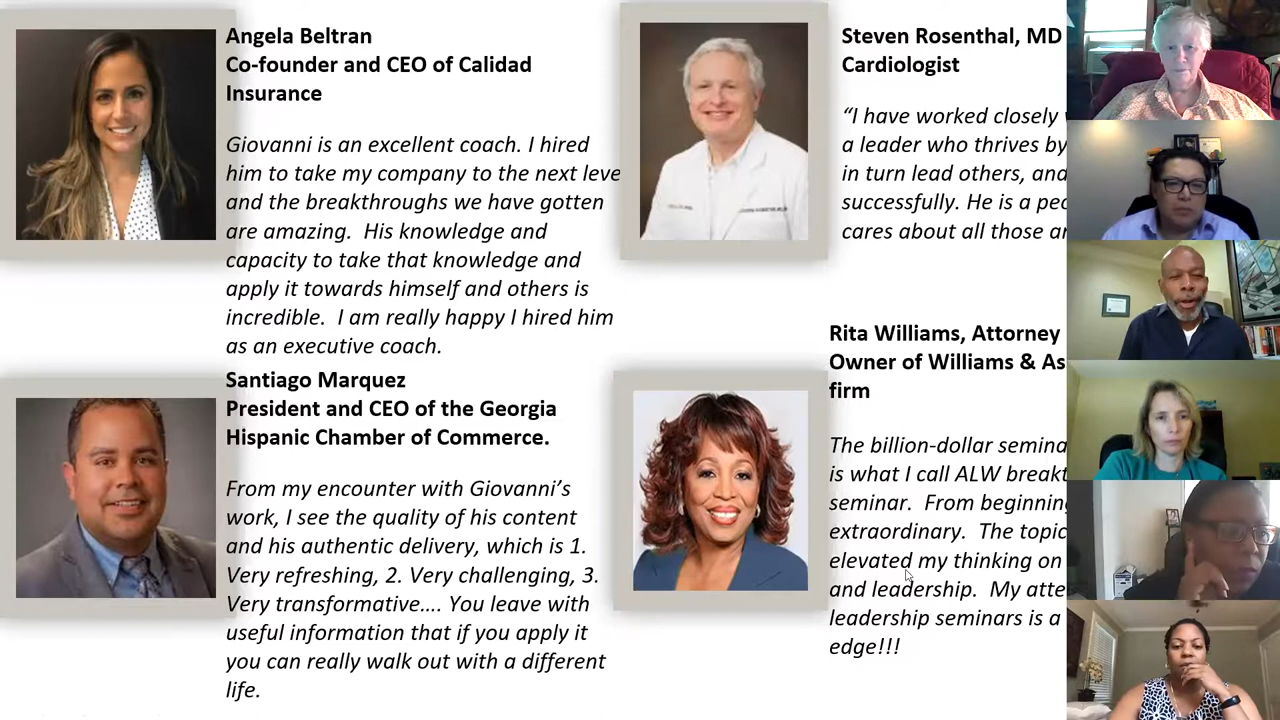 Angela Beltran
Co-founder and CEO of Calidad
Insurance
Giovanni is an excellent coach. I hired
him to take my company to the next leve
and the breakthroughs we have gotten
are amazing. His knowledge and
capacity to take that knowledge and
apply it towards himself and others is
incredible. I am really happy I hired him
as an executive coach.
Santiago Marquez
President and CEO of the Georgia
Hispanic Chamber of Commerce.
From my encounter with Giovanni's
work, I see the quality of his content
and his authentic delivery, which is 1.
Very refreshing, 2. Very challenging, 3.
Very transformative.... You leave with
useful information that if you apply it
you can really walk out with a different
life.
Steven Rosenthal, MD
Cardiologist
“I have worked closely
a leader who thrives by
in turn lead others, and
successfully. He is a peo
cares about all those ar
Rita Williams, Attorney
Owner of Williams & As
firm
The billion-dollar semina
is what I call ALW breakt
seminar. From beginning
extraordinary. The topic
elevated my thinking on
and leadership. My atte
leadership seminars is a
edge!!!